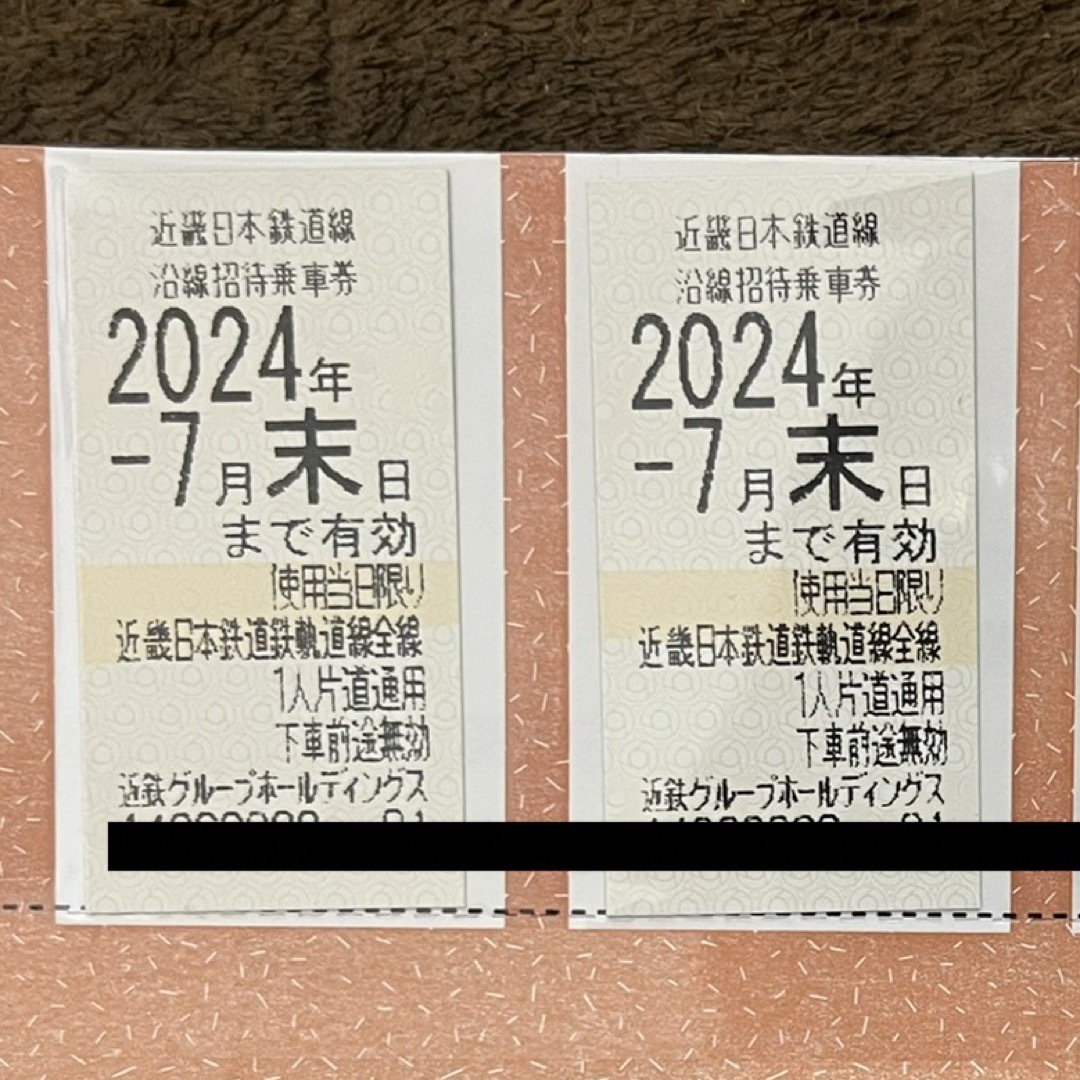 近畿日本鉄道線
沿線招待乗車券
2024年
-7月末日
まで有効
使用当日限り
近畿日本鉄道鉄軌道線全線
1人片道通用
下車前途無効
近鉄グループホールディングス
近畿日本鉄道線
沿線招待乗車券
2024年
-7月末日
まで有効
使用当日限り
近畿日本鉄道鉄軌道線全線
1人片道通用
下車前途無効
近鉄グループホールディングス